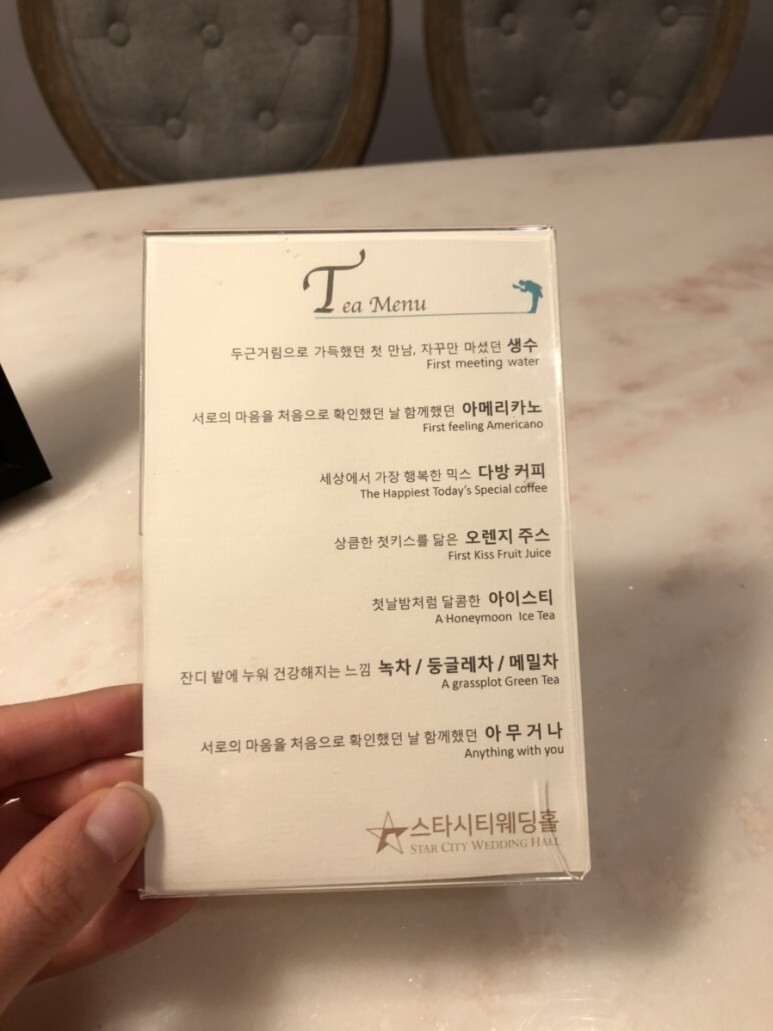 Tea Menu
두근거림으로 가득했던 첫 만남, 자꾸만 마셨던 생수
First meeting water
서로의 마음을 처음으로 확인했던 날 함께했던 아메리카노
First feeling Americano
세상에서 가장 행복한 믹스 다방 커피
The Happiest Today's Special coffee
상큼한 첫키스를 닮은 오렌지 주스
First Kiss Fruit Juice
첫날밤처럼 달콤한 아이스티
A Honeymoon Ice Tea
잔디 밭에 누워 건강해지는 느낌 녹차 / 둥글레차 / 메밀차
A grassplot Green Tea
서로의 마음을 처음으로 확인했던 날 함께했던 아 무 거 나
Anything with you
스타시티웨딩홀
STAR CITY WEDDING HALL